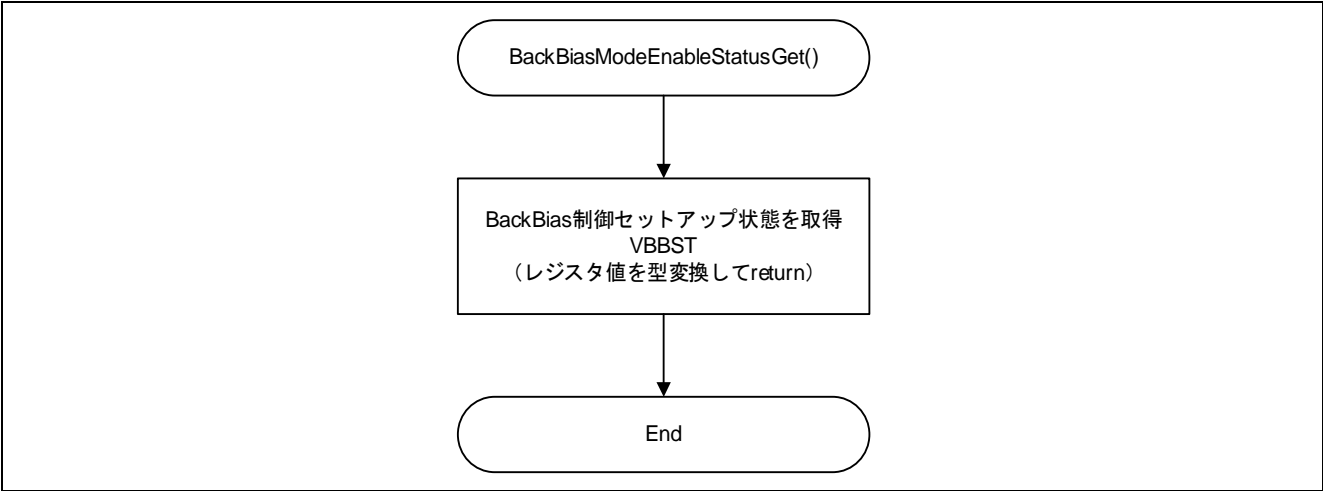 BackBiasModeEnableStatusGet()
BackBias制御セットアップ状態を取得
VBBST
（レジスタ値を型変換してreturn）
End